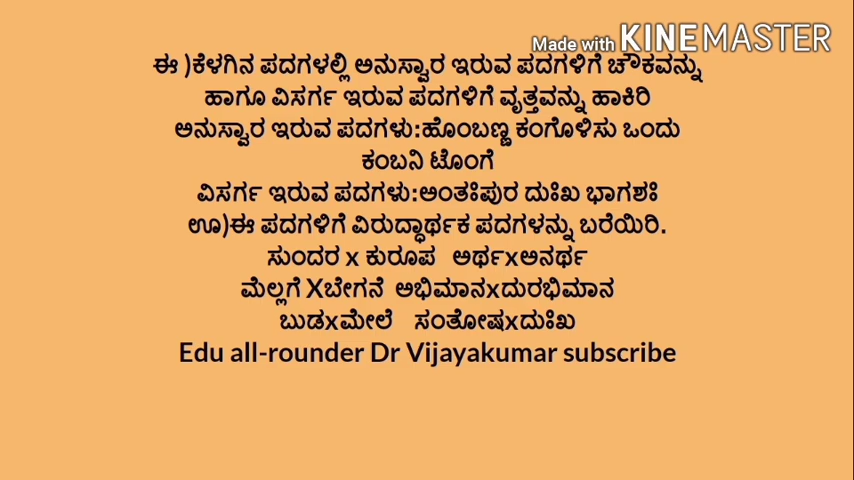 Made with KINEMASTER
ಈ )ಕೆಳಗಿನ ಪದಗಳಲ್ಲಿ ಅನುಸ್ವಾರ ಇರುವ ಪದಗಳಿಗೆ ಚೌಕವನ್ನು
ಹಾಗೂ ವಿಸರ್ಗ ಇರುವ ಪದಗಳಿಗೆ ವೃತ್ತವನ್ನು ಹಾಕಿರಿ
ಅನುಸ್ವಾರ ಇರುವ ಪದಗಳು:ಹೊಂಬಣ್ಣ ಕಂಗೊಳಿಸು ಒಂದು
ಕಂಬನಿ ಟೊಂಗೆ
ವಿಸರ್ಗ ಇರುವ ಪದಗಳು:ಅಂತಃಪುರ ದುಃಖ ಭಾಗಶಃ
ಊ)ಈ ಪದಗಳಿಗೆ ವಿರುದ್ಧಾರ್ಥಕ ಪದಗಳನ್ನು ಬರೆಯಿರಿ.
ಸುಂದರ x ಕುರೂಪ ಅರ್ಥxಅನರ್ಥ
ಮೆಲ್ಲಗೆ Xಬೇಗನೆ ಅಭಿಮಾನxದುರಭಿಮಾನ
ಬುಡxಮೇಲೆ ಸಂತೋಷxದುಃಖ
Edu all-rounder Dr Vijayakumar subscribe